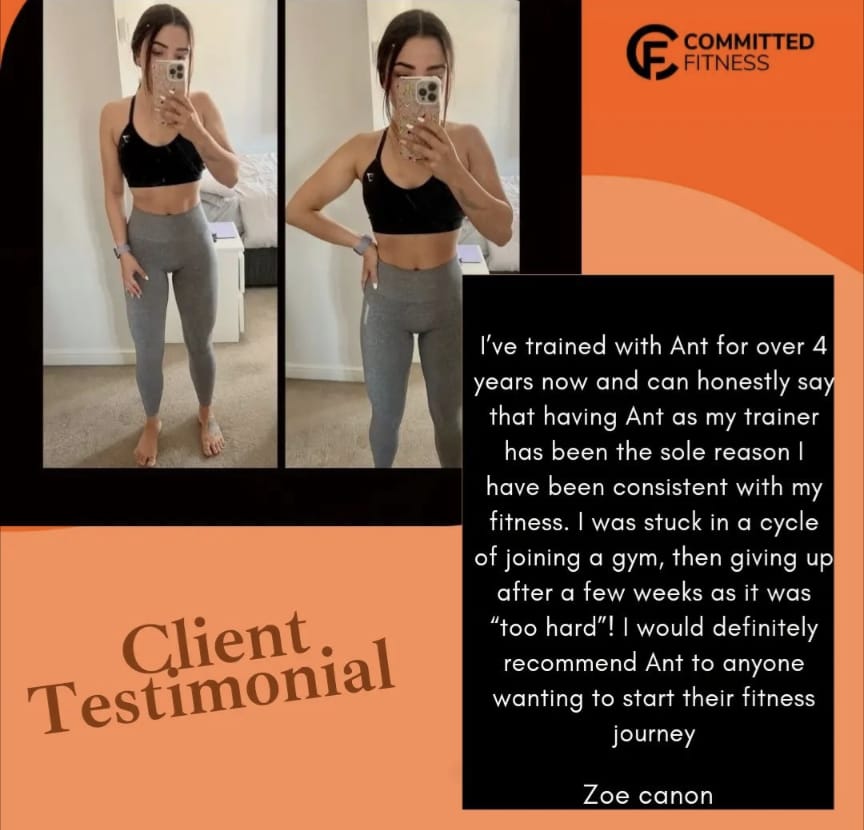 COMMITTED
FITNESS
I've trained with Ant for over 4
years now and can honestly say
that having Ant as my trainer
has been the sole reason I
have been consistent with my
fitness. I was stuck in a cycle
of joining a gym, then giving up
after a few weeks as it was
“too hard”! I would definitely
recommend Ant to anyone
wanting to start their fitness
journey
Zoe canon
Client
Testimonial